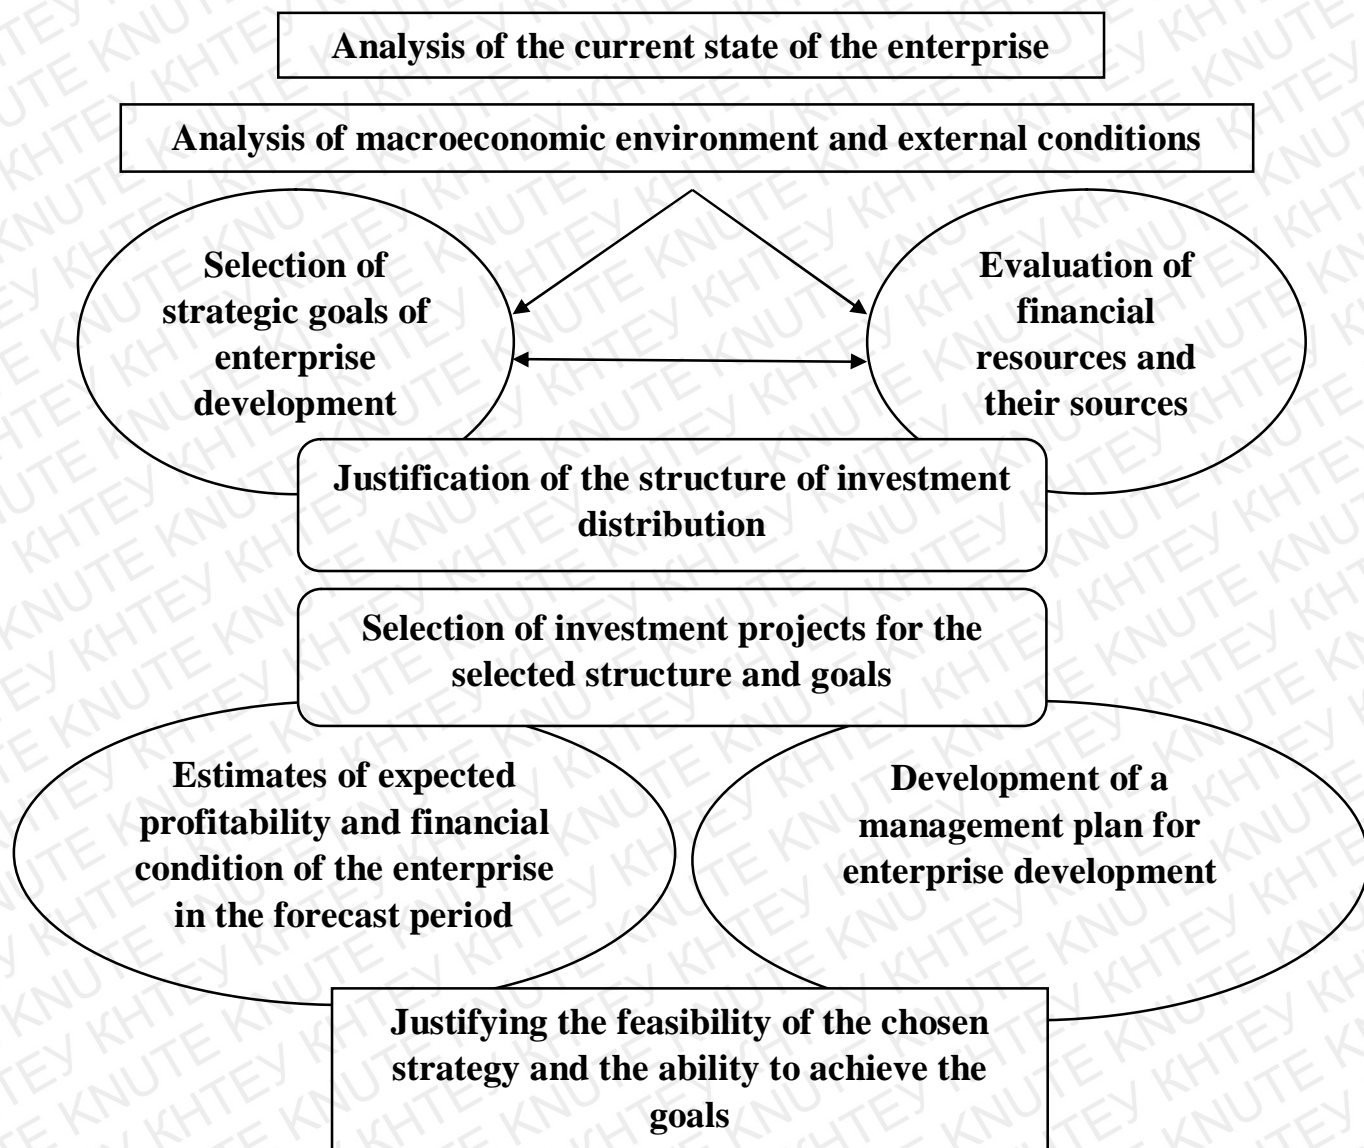 Analysis of the current state of the enterprise
Analysis of macroeconomic environment and external conditions
Selection of
strategic goals of
enterprise
development
Evaluation of
financial
resources and
their sources
Justification of the structure of investment
distribution
Selection of investment projects for the
selected structure and goals
Estimates of expected
profitability and financial
condition of the enterprise
in the forecast period
Development of a
management plan for
enterprise development
Justifying the feasibility of the chosen
strategy and the ability to achieve the
goals